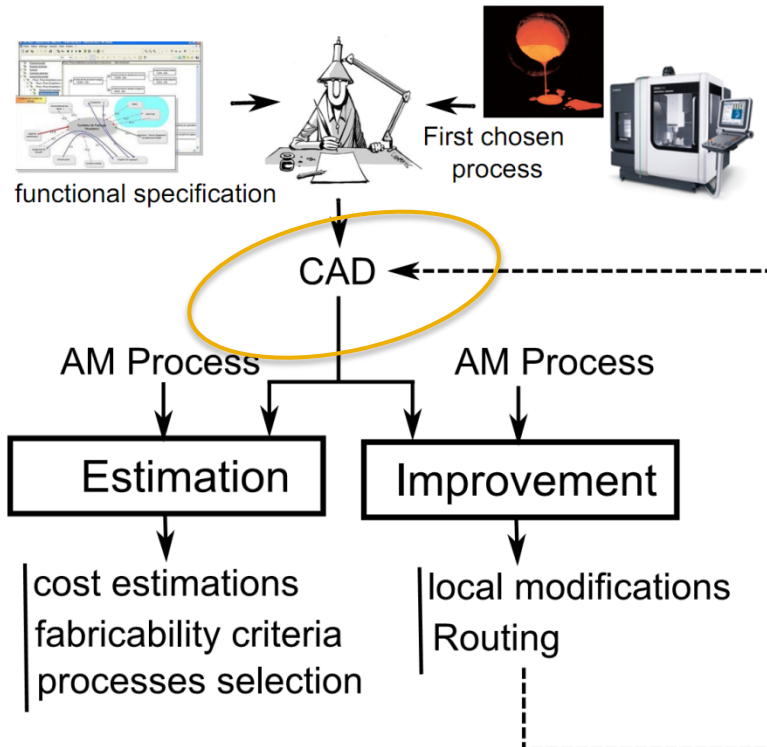 functional specification
First chosen
process
CAD
AM Process
AM Process
Estimation
Improvement
cost estimations
fabricability criteria
processes selection
local modifications
Routing